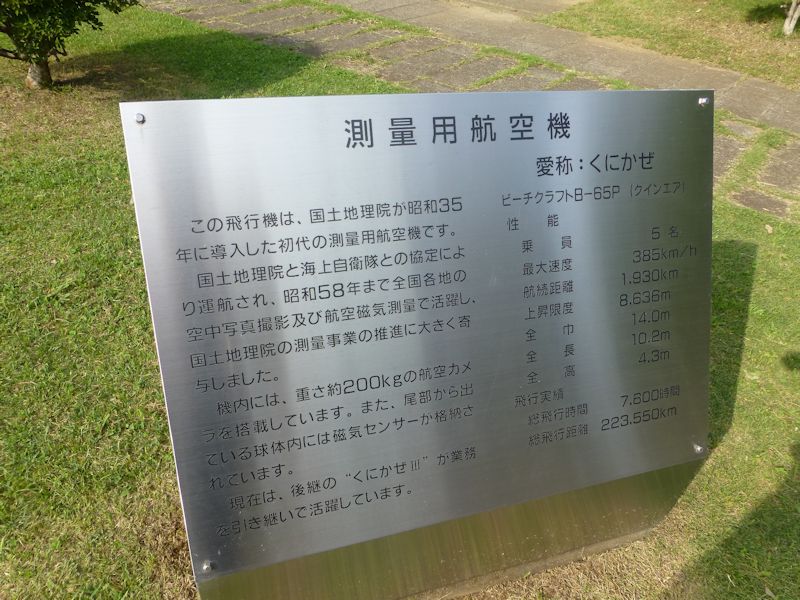 測量用航空機
愛称：くにかぜ
ビーチクラフトB-65P（クインエア）
この飛行機は、国土地理院が昭和35
年に導入した初代の測量用航空機です。
国土地理院と海上自衛隊との協定によ
り運航され、昭和58年まで全国各地の
空中写真撮影及び航空磁気測量で活躍し、
国土地理院の測量事業の推進に大きく寄
与しました。
機内には、重さ約200kgの航空カメ
ラを搭載しています。また、尾部から出
ている球体内には磁気センサーが格納さ
れています。
現在は、後継の“くにかぜⅢ”が業務
を引き継いで活躍しています。
性能
乗員 5名
最大速度 385km/h
航続距離 1.930km
上昇限度 8.636m
全巾 14.0m
全長 10.2m
全高 4.3m
飛行実績
総飛行時間 7.600時間
総飛行距離 223.550km